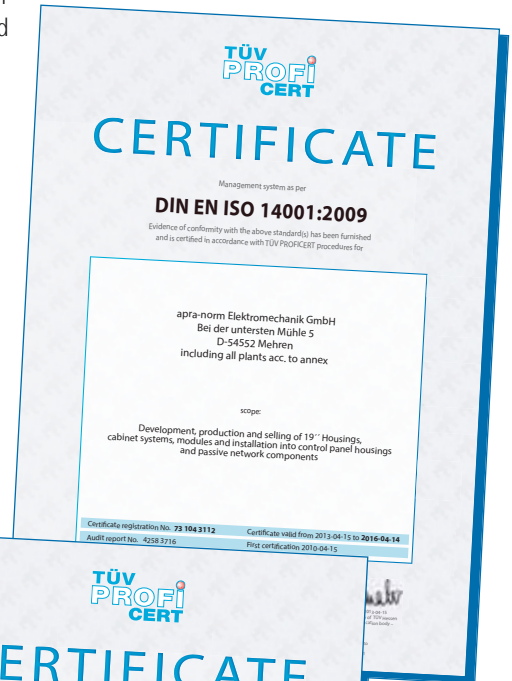 d
TÜV
PROFI
CERT
CERTIFICATE
Management system as per
DIN EN ISO 14001:2009
Evidence of conformity with the above standard(s) has been furnished
and is certified in accordance with TÜV PROFICERT procedures for
apra-norm Elektromechanik GmbH
Bei der untersten Mühle 5
D-54552 Mehren
including all plants acc. to annex
scope:
Development, production and selling of 19´´ Housings,
cabinet systems, modules and installation into control panel housings
and passive network components
Certificate registration No. 73 104 3112 Certificate valid from 2013-04-15 to 2016-04-14
Audit report No. 4258 3716 First certification 2010-04-15
TÜV
PROFI
CERT
ERTIFICATE